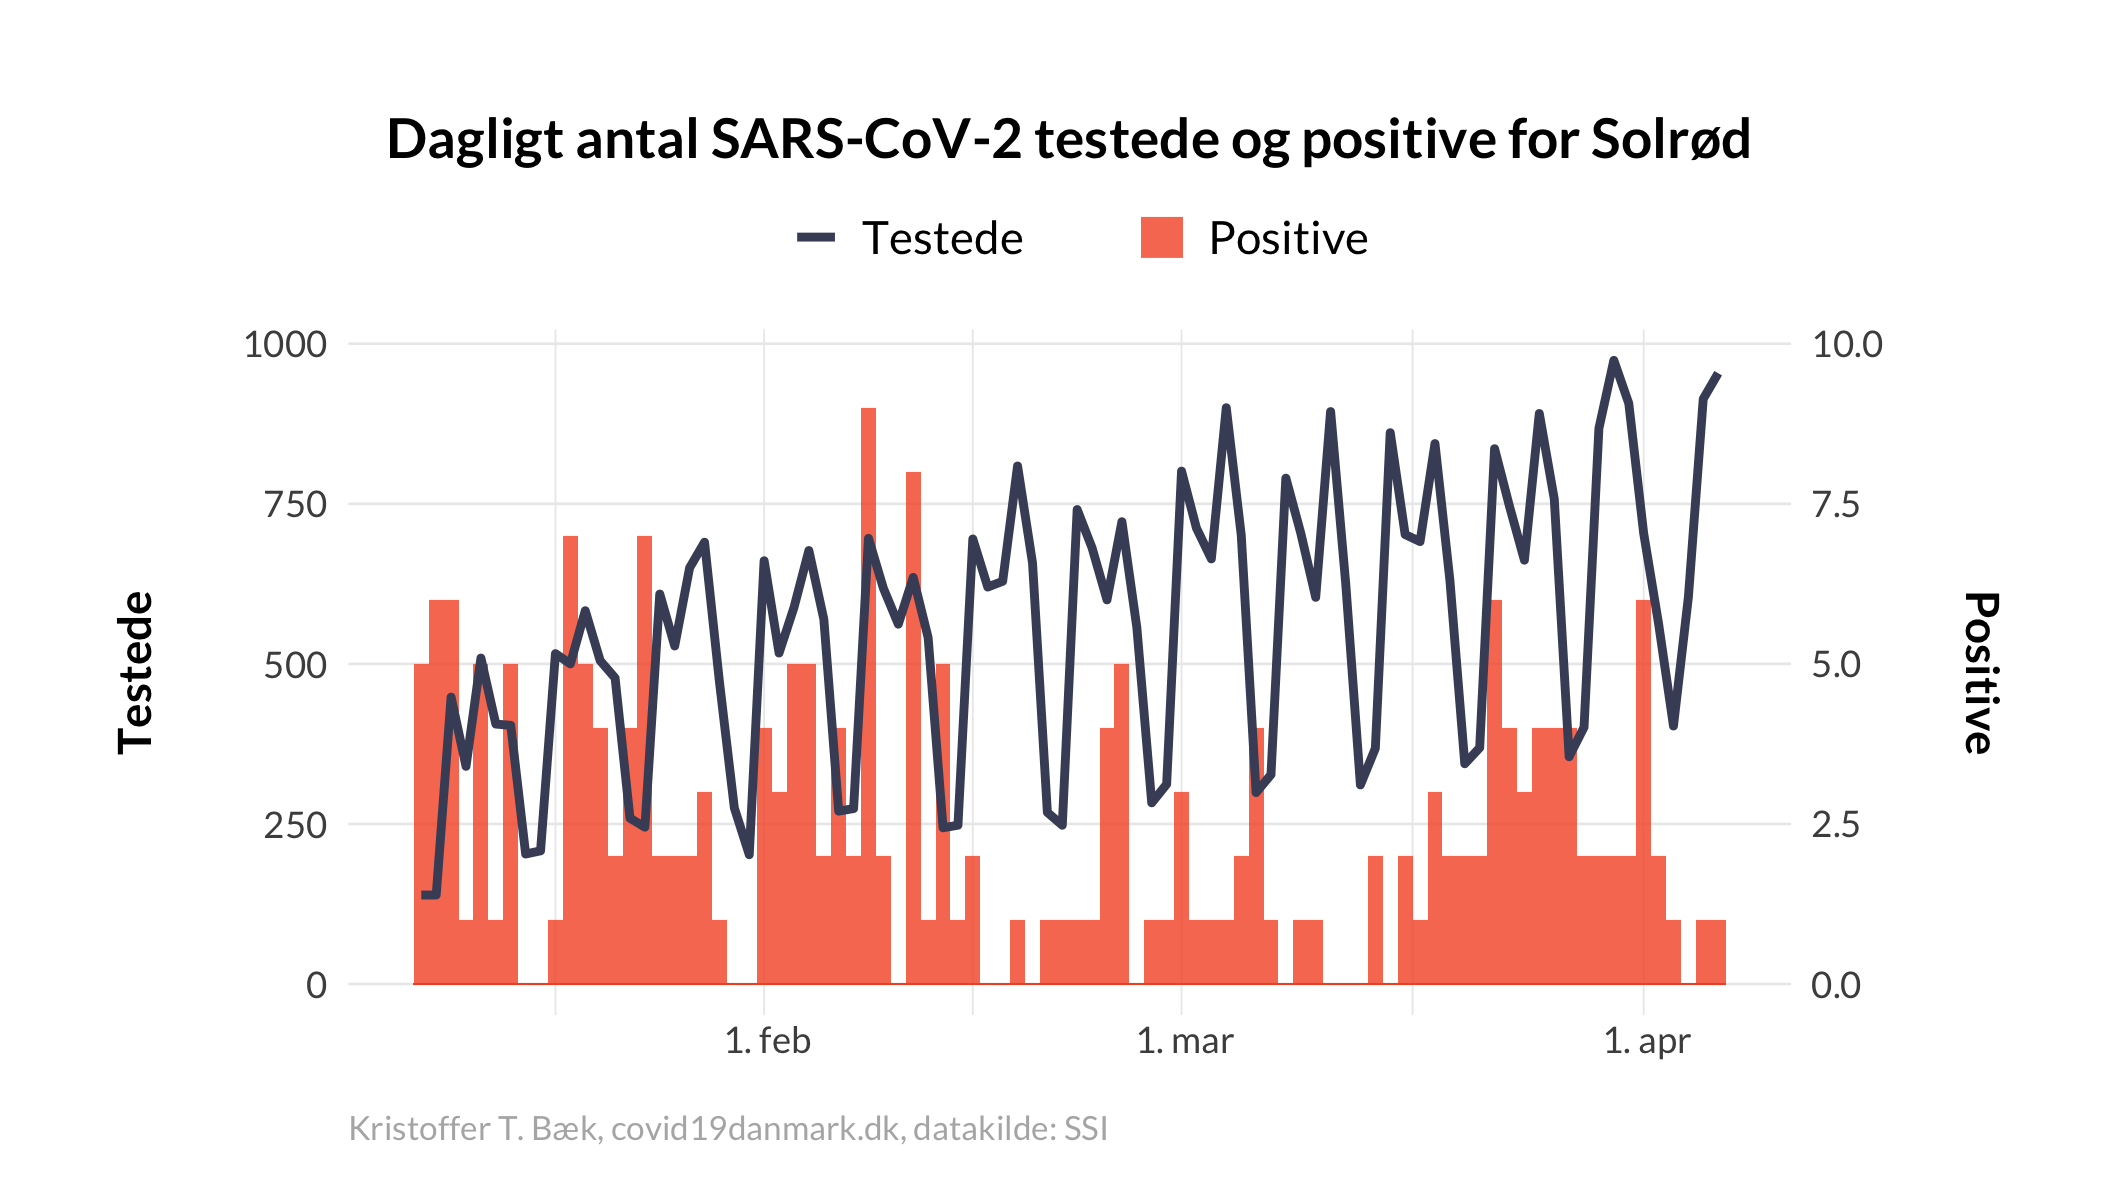 Dagligt antal SARS-CoV-2 testede og positive for Solrød
Testede Positive
1000 10.0
750 7.5
500 5.0
250 2.5
0 0.0
Testede
Positive
1. feb 1. mar 1. apr
Kristoffer T. Bæk, covid19danmark.dk, datakilde: SSI